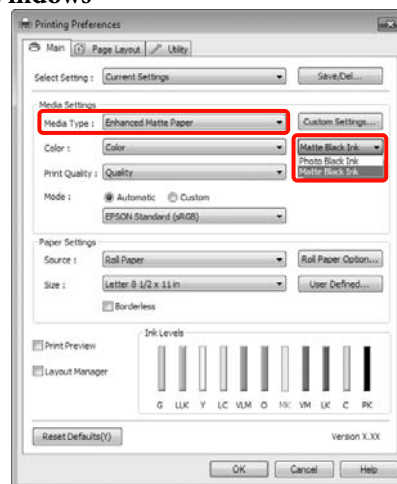 Printing Preferences
Main Page Layout Utility
Select Setting : Current Settings Save/Del...
Media Settings
Media Type : Enhanced Matte Paper Custom Settings...
Color : Color Matte Black Ink
Photo Black Ink
Print Quality : Quality Matte Black Ink
Mode : Automatic Custom
EPSON Standard (sRGB)
Paper Settings
Source : Roll Paper Roll Paper Option...
Size : Letter 8 1/2 x 11 in User Defined...
Borderless
Ink Levels
Print Preview
Layout Manager
G LLK Y LC VLM O MK VM LK C PK
Reset Defaults(Y) Version X.XX
OK Cancel Help